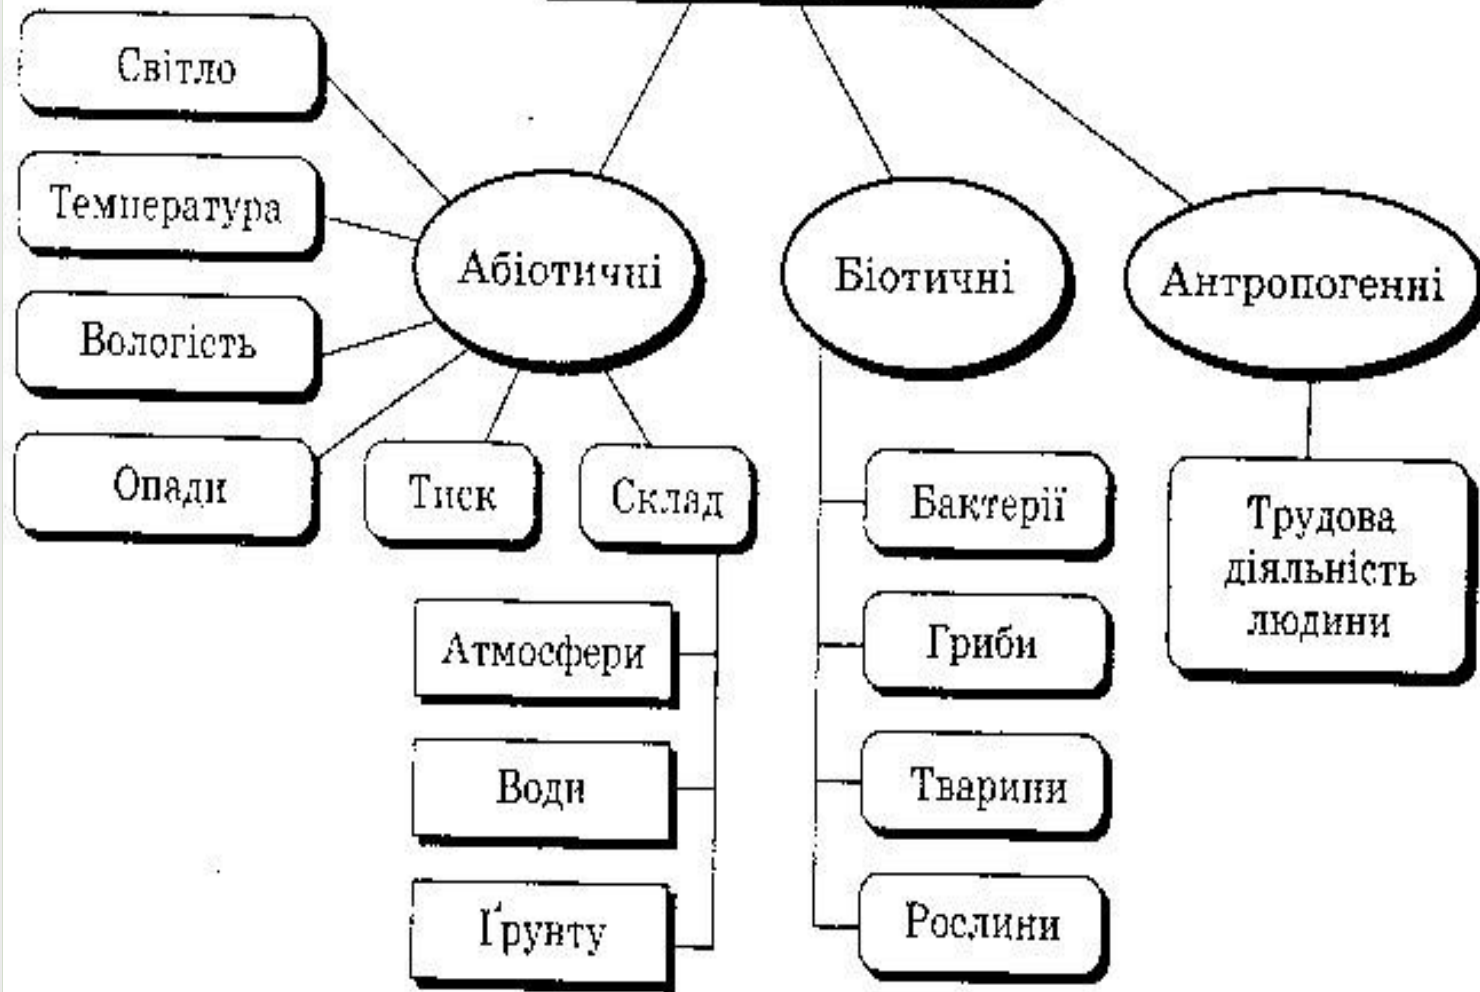 Світло
Температура
Вологість
Опади
Абіотичні
Тиск
Склад
Атмосфери
Води
Ґрунту
Біотичні
Бактерії
Гриби
Тварини
Рослини
Антропогенні
Трудова
діяльність
людини